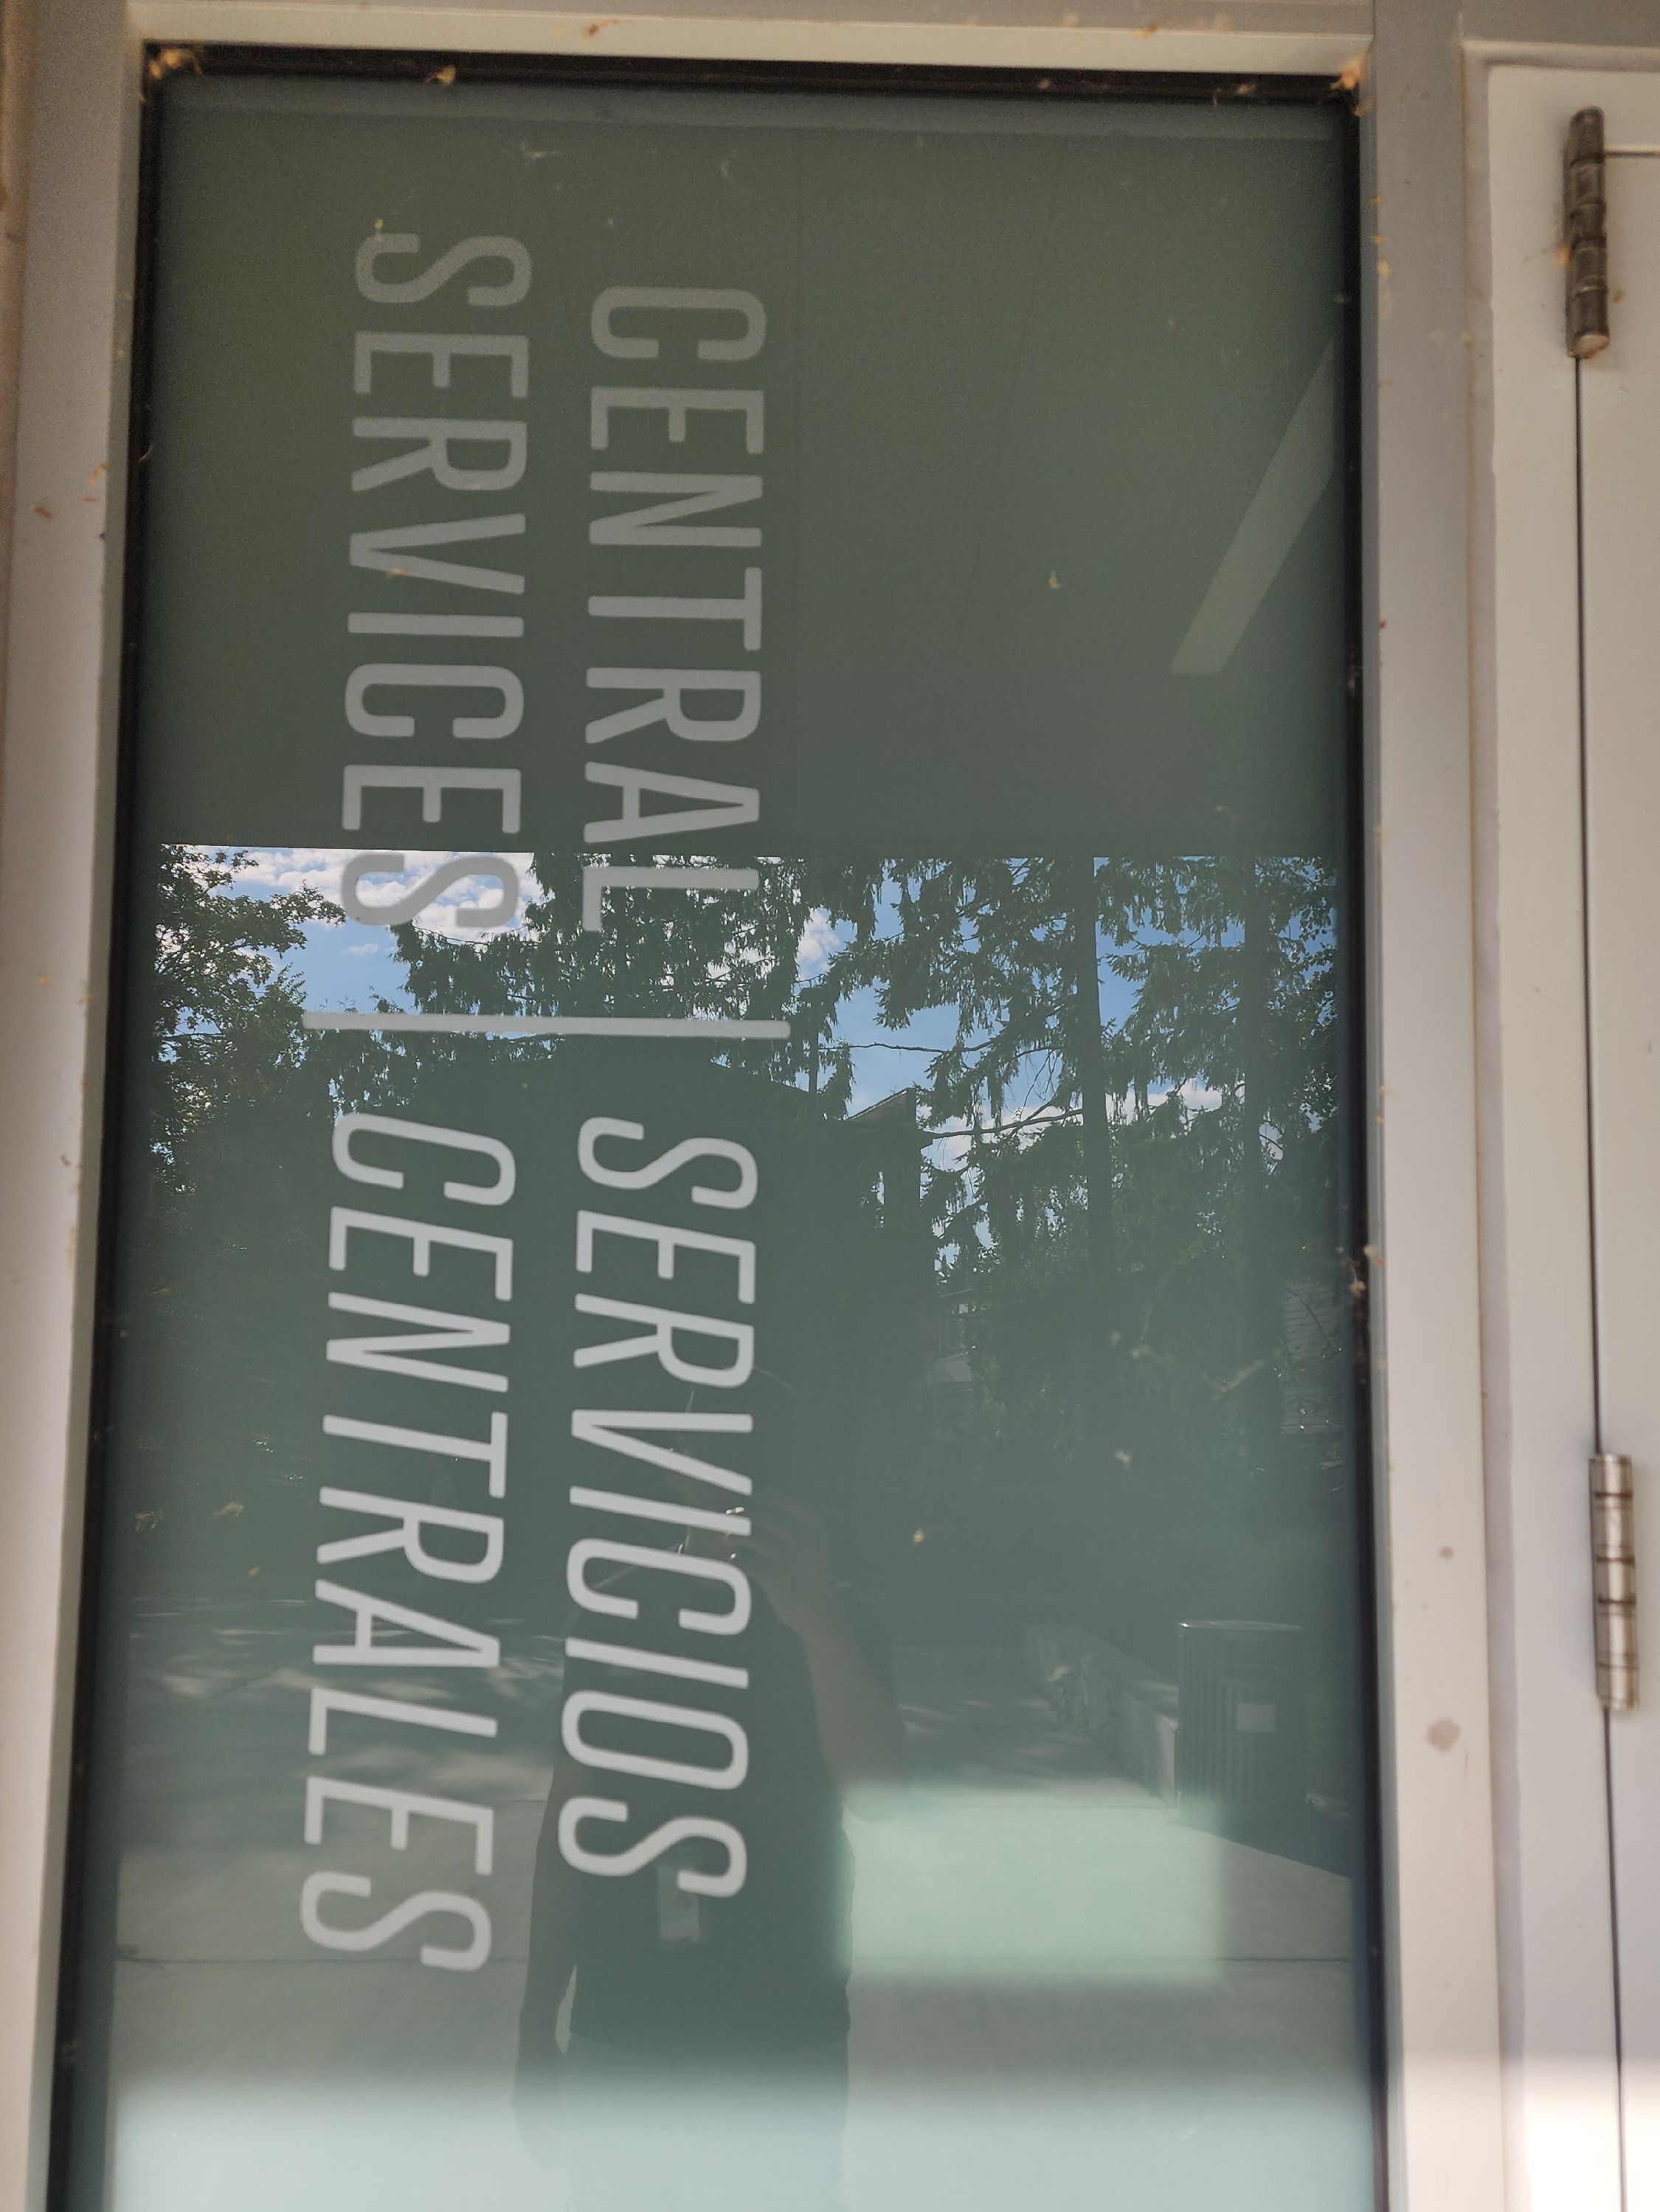 CENTRAL | SERVICIOS
SERVICES | CENTRALES